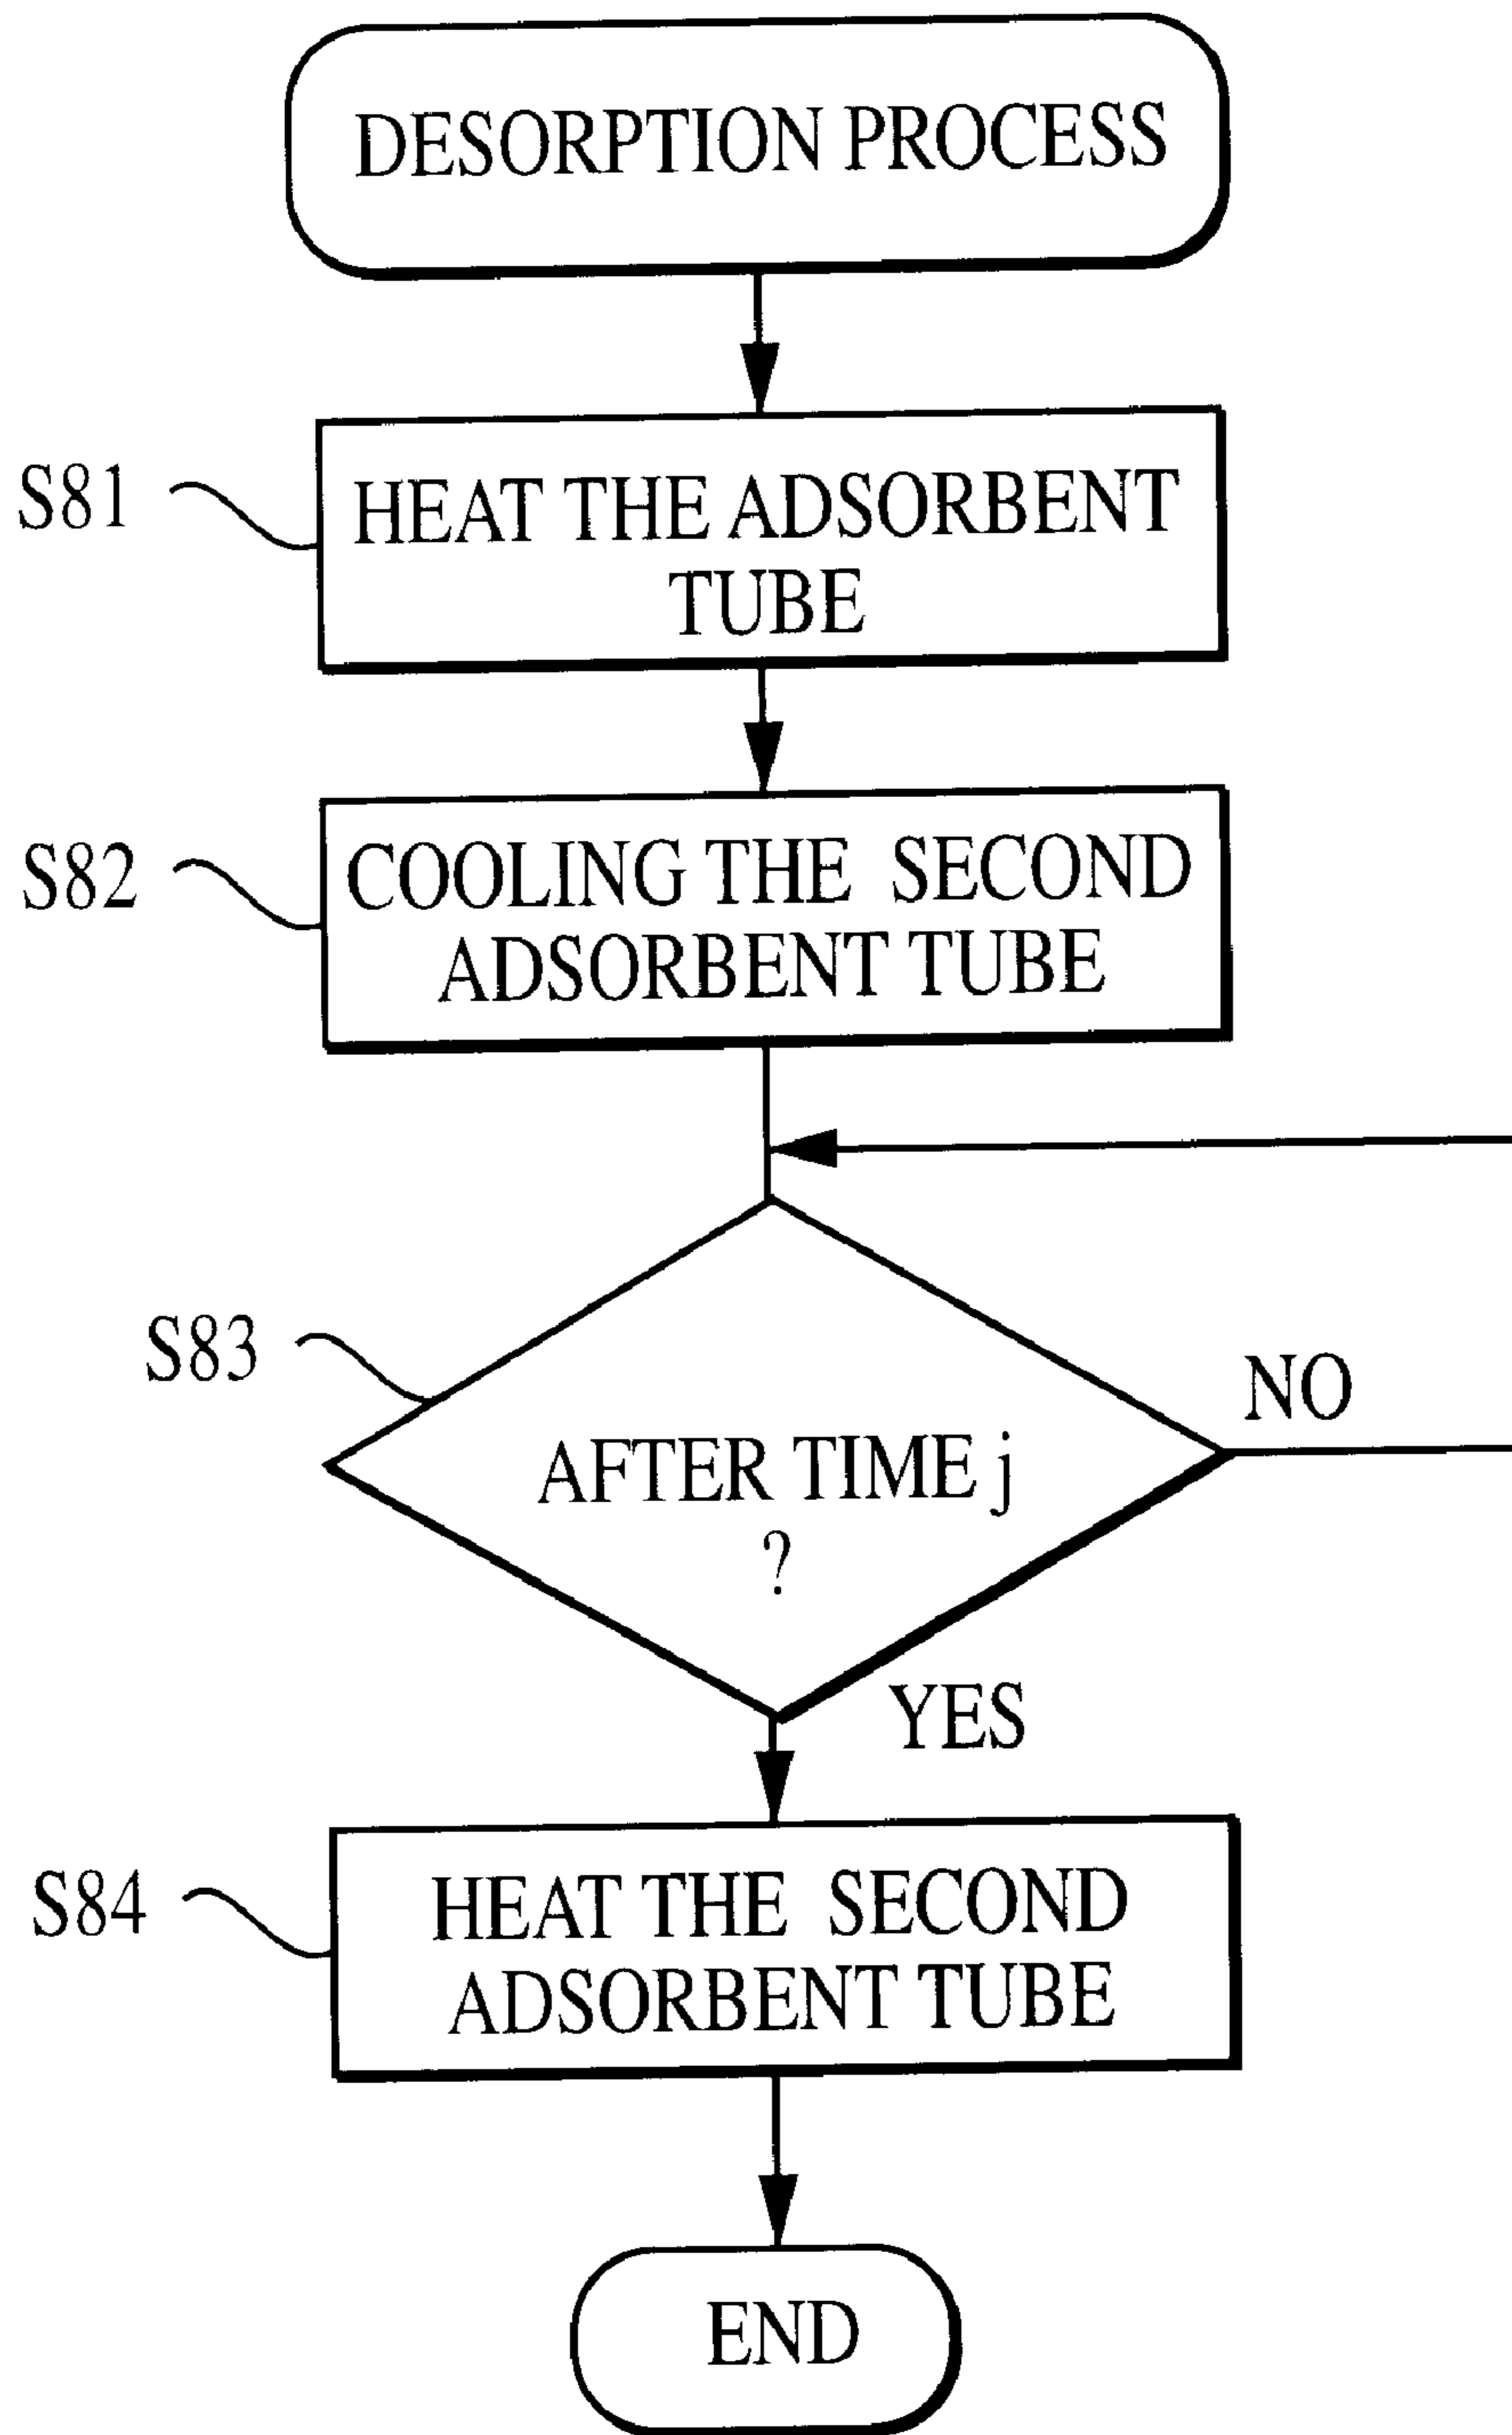 DESORPTION PROCESS
S81
HEAT THE ADSORBENT
TUBE
S82
COOLING THE SECOND
ADSORBENT TUBE
S83
AFTER TIME j
?
NO
YES
S84
HEAT THE SECOND
ADSORBENT TUBE
END